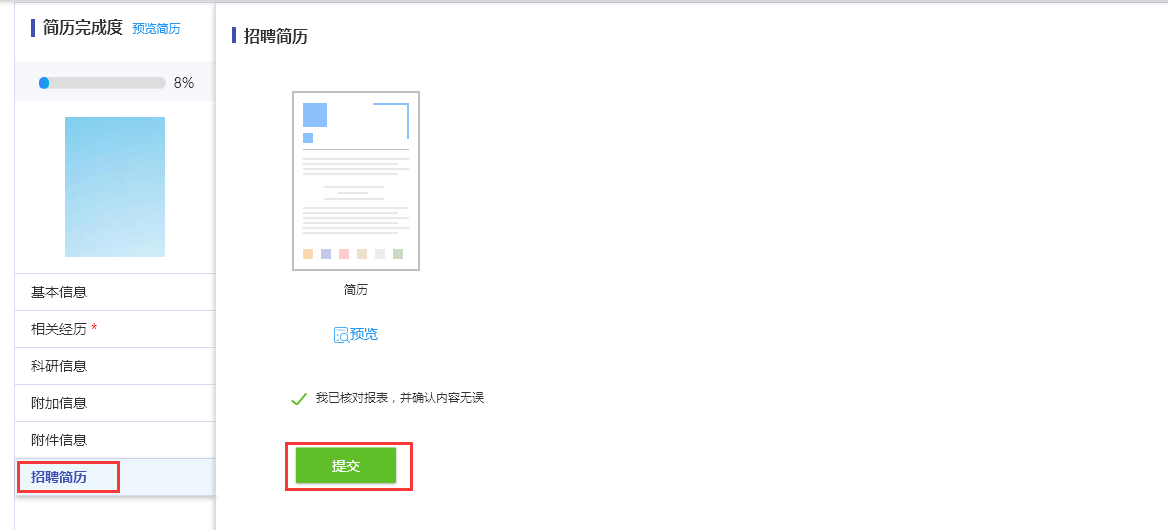 简历完成度 预览简历
8%
基本信息
相关经历 *
科研信息
附加信息
附件信息
招聘简历
招聘简历
简历
预览
我已核对报表，并确认内容无误
提交